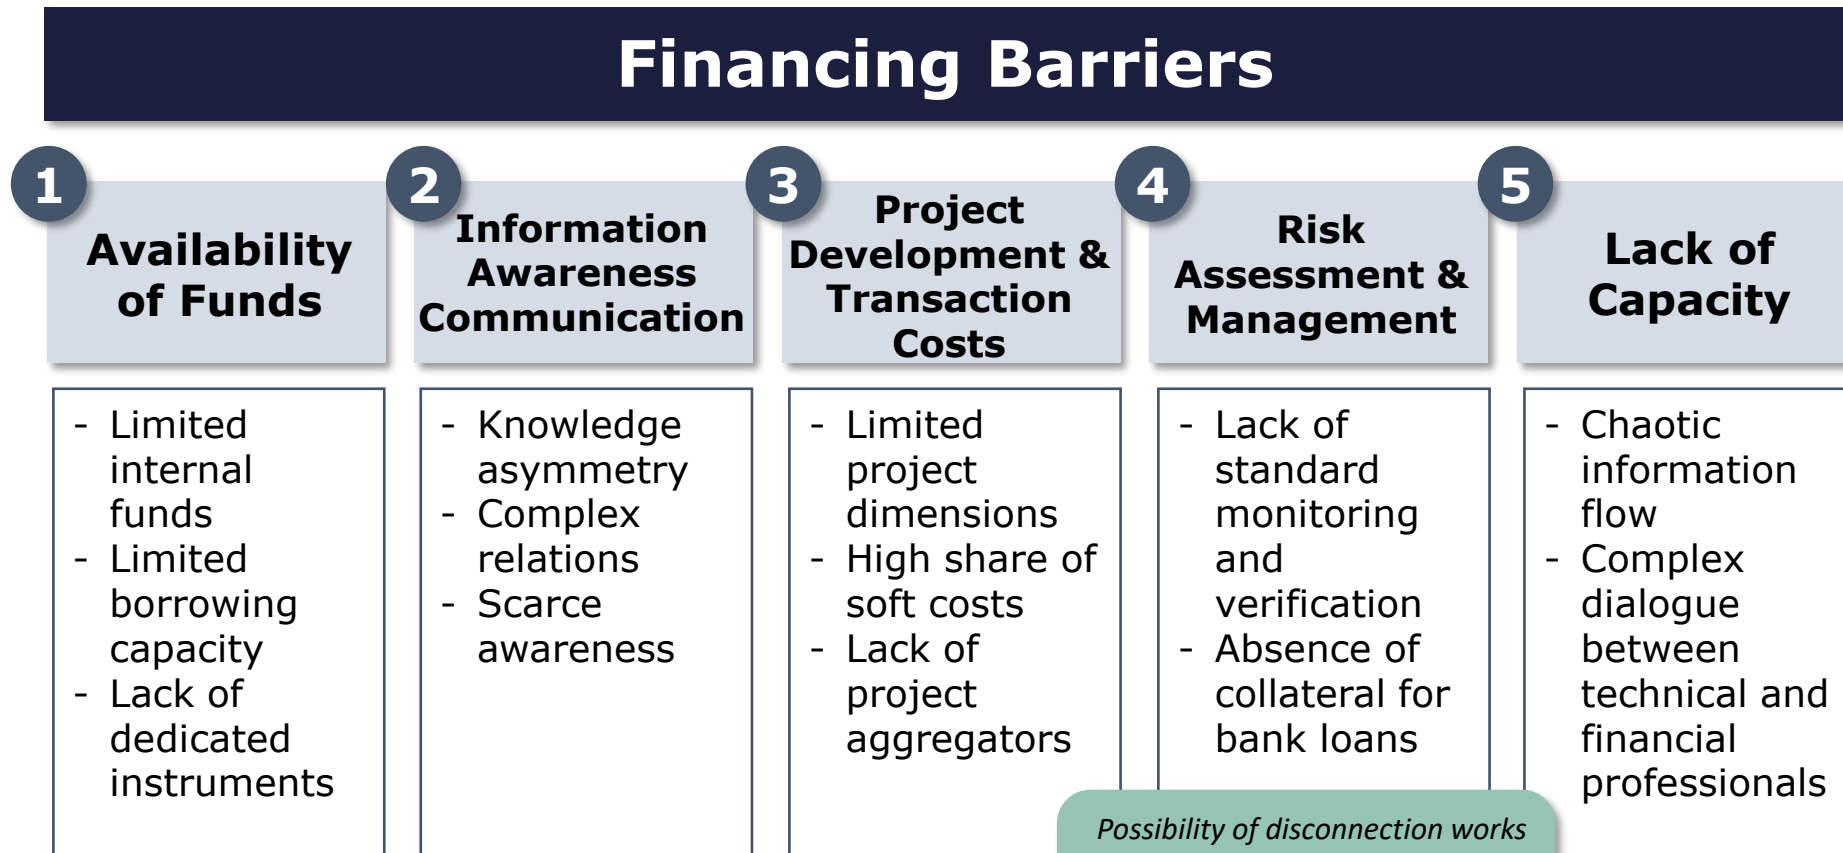 Financing Barriers
1
Availability
of Funds
- Limited
internal
funds
- Limited
borrowing
capacity
- Lack of
dedicated
instruments
2
Information
Awareness
Communication
- Knowledge
asymmetry
- Complex
relations
- Scarce
awareness
3
Project
Development &
Transaction
Costs
- Limited
project
dimensions
- High share of
soft costs
- Lack of
project
aggregators
4
Risk
Assessment &
Management
- Lack of
standard
monitoring
and
verification
- Absence of
collateral for
bank loans
5
Lack of
Capacity
- Chaotic
information
flow
- Complex
dialogue
between
technical and
financial
professionals
Possibility of disconnection works